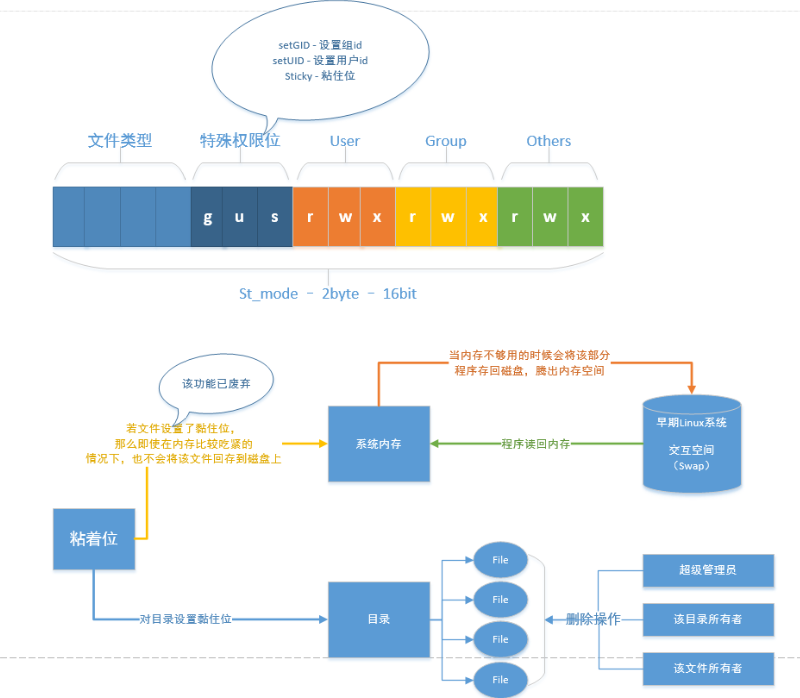 setGID - 设置组id
setUID - 设置用户id
Sticky - 粘住位
文件类型
特殊权限位
User
Group
Others
g u s r w x r w x r w x
St_mode - 2byte - 16bit
当内存不够用的时候会将该部分
程序存回磁盘，腾出内存空间
该功能已废弃
若文件设置了黏住位，
那么即使在内存比较吃紧的
情况下，也不会将该文件回存到磁盘上
系统内存
程序读回内存
早期Linux系统
交互空间
（Swap）
粘着位
对目录设置黏住位
目录
File
File
File
File
删除操作
超级管理员
该目录所有者
该文件所有者